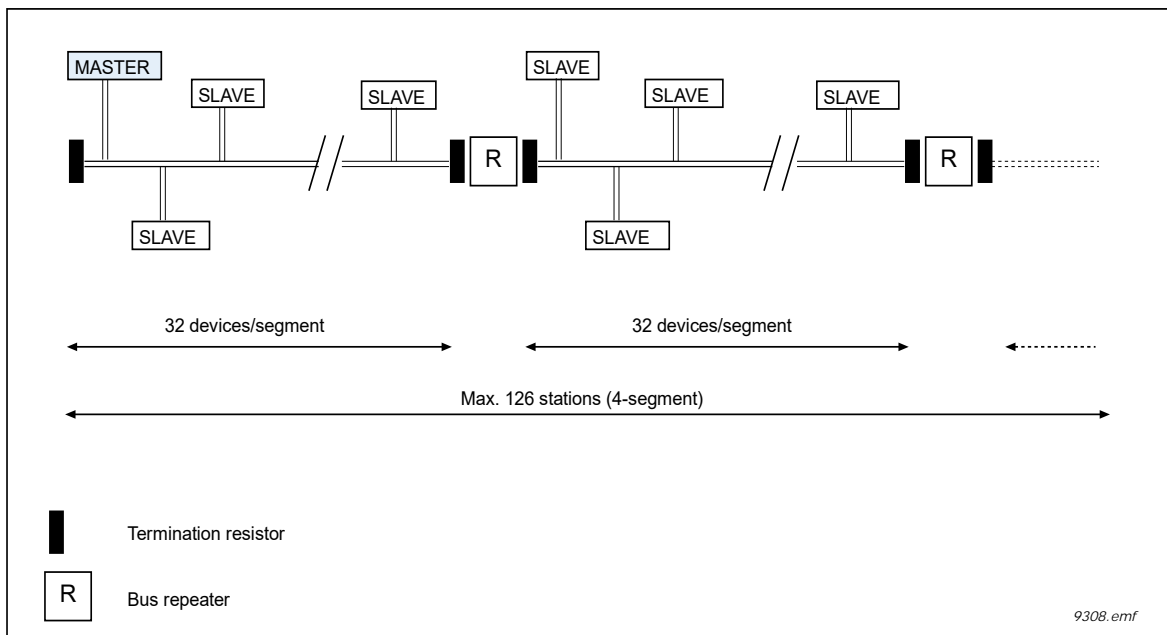 MASTER
SLAVE
SLAVE
SLAVE
SLAVE
SLAVE
SLAVE
R
R
SLAVE
SLAVE
32 devices/segment
32 devices/segment
Max. 126 stations (4-segment)
Termination resistor
R
Bus repeater
9308.emf